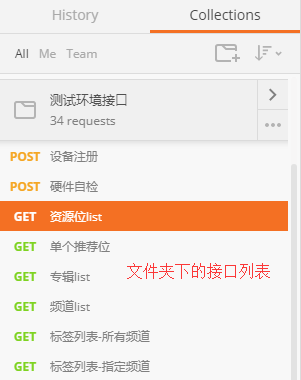 History Collections
All Me Team
测试环境接口
34 requests
POST 设备注册
POST 硬件自检
GET 资源位list
GET 单个推荐位
GET 专辑list
文件夹下的接口列表
GET 频道list
GET 标签列表-所有频道
GET 标签列表-指定频道